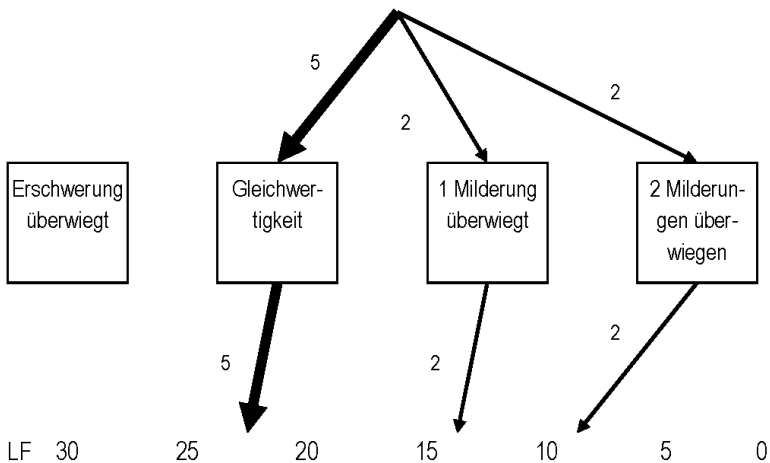 5
2
2
Erschwerung
überwiegt
Gleichwer-
tigkeit
1 Milderung
überwiegt
2 Milderun-
gen über-
wiegen
5
2
2
LF 30 25 20 15 10 5 0